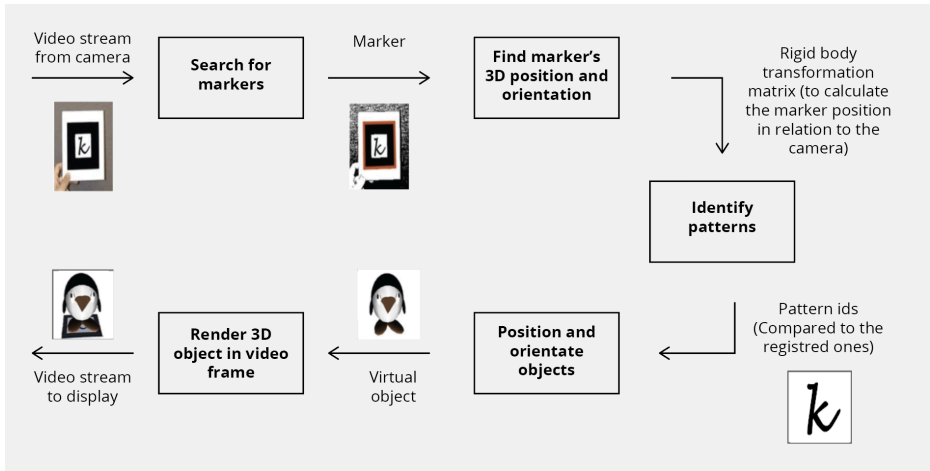 Video stream
from camera
Search for
markers
Marker
Find marker's
3D position and
orientation
Rigid body
transformation
matrix (to calculate
the marker position
in relation to the
camera)
k
k
Identify
patterns
Pattern ids
(Compared to the
registred ones)
k
Position and
orientate
objects
Virtual
object
Render 3D
object in video
frame
Video stream
to display